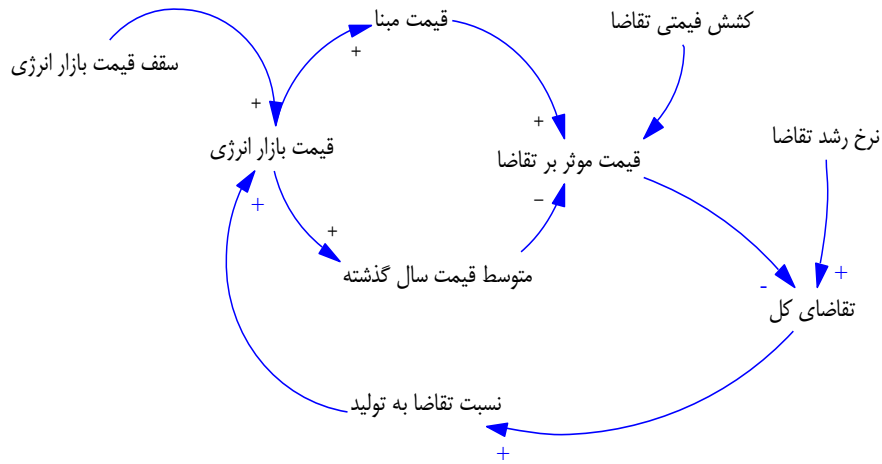 قیمت مبنا
کشش فیمتی تقاضا
سقف قیمت بازار انرژی
+
+
+
+
نرخ رشد تقاضا
قیمت بازار انرژی
قیمت موثر بر تقاضا
+
−
+
متوسط قیمت سال گذشته
+
-
تقاضای کل
نسبت تقاضا به تولید
+